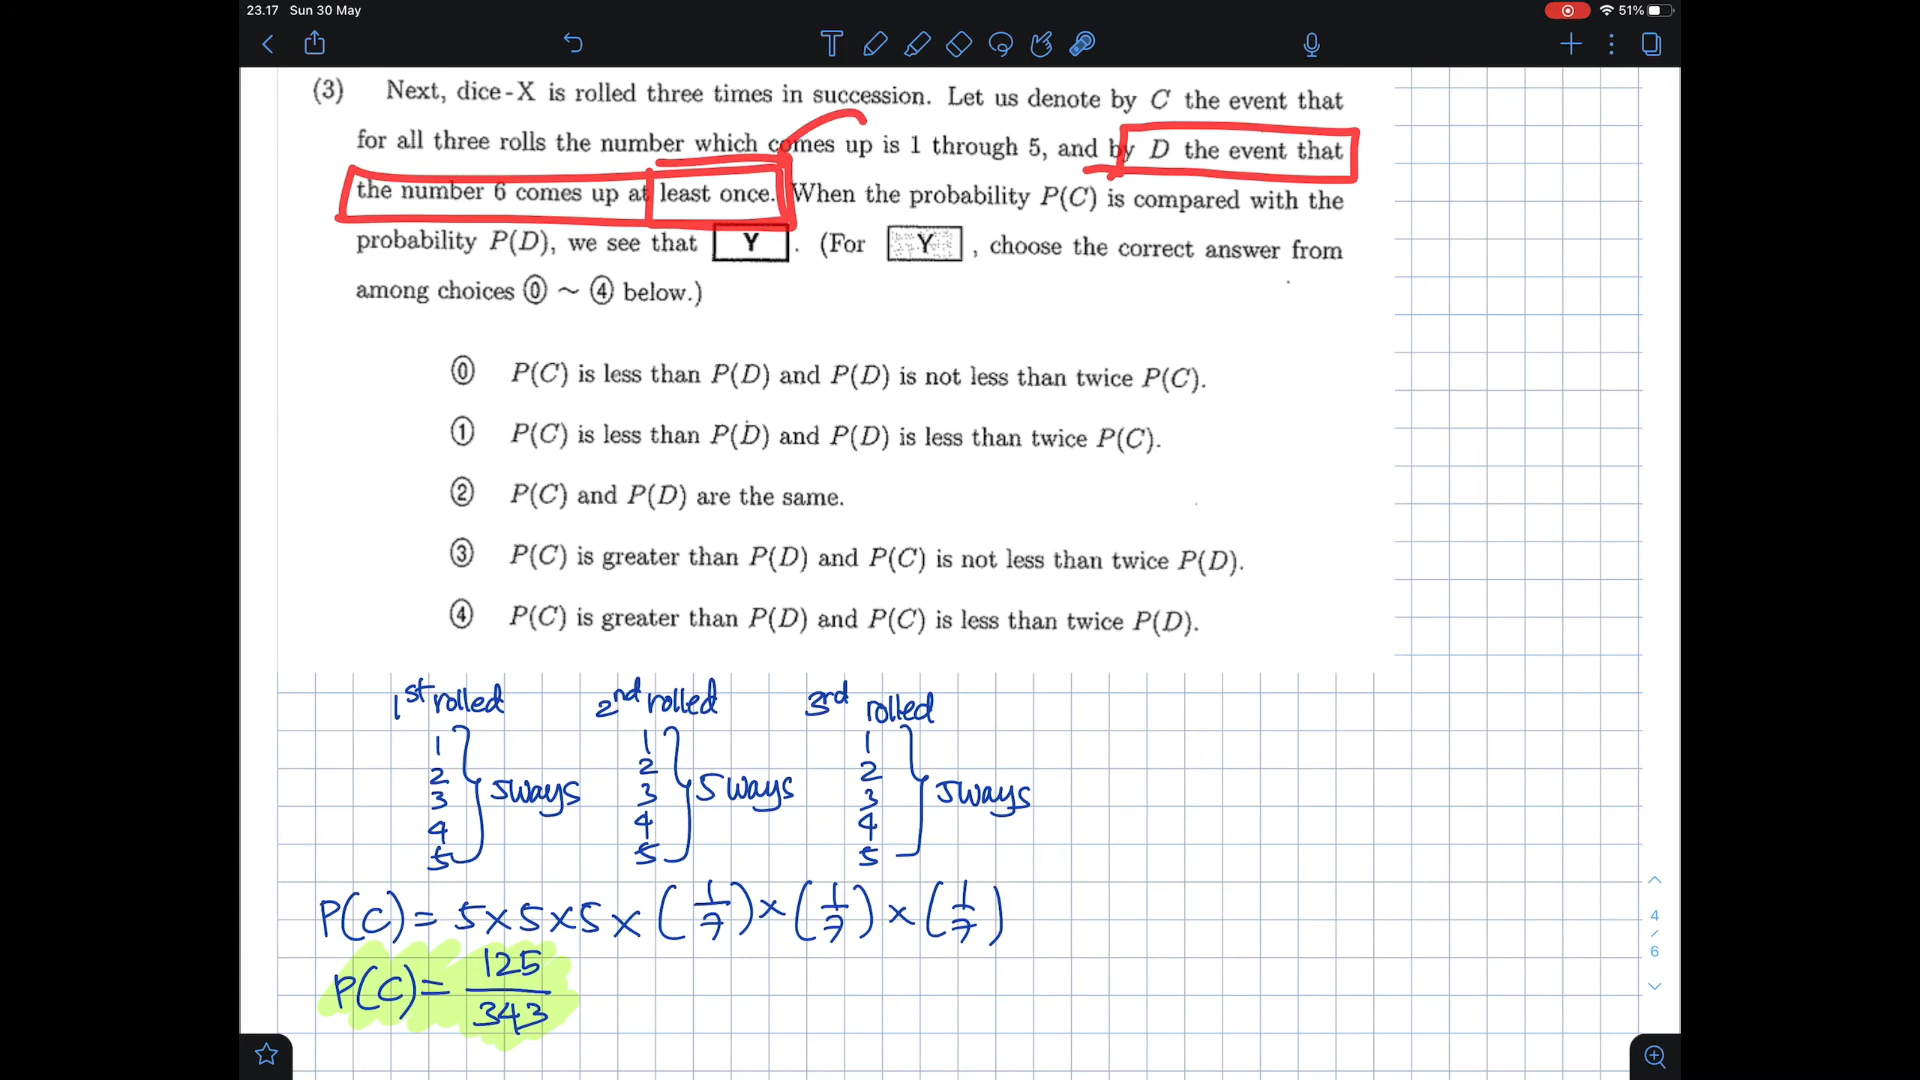 23.17 Sun 30 May
51%
(3) Next, dice-X is rolled three times in succession. Let us denote by C the event that
for all three rolls the number which comes up is 1 through 5, and by D the event that
the number 6 comes up at least once. When the probability P(C) is compared with the
probability P(D), we see that Y . (For Y , choose the correct answer from
among choices ⓪ ~ ④ below.)
⓪ P(C) is less than P(D) and P(D) is not less than twice P(C).
① P(C) is less than P(D) and P(D) is less than twice P(C).
② P(C) and P(D) are the same.
③ P(C) is greater than P(D) and P(C) is not less than twice P(D).
④ P(C) is greater than P(D) and P(C) is less than twice P(D).
1st rolled 2nd rolled 3rd rolled
1 1 1
2 2 2
3 5ways 3 5 ways 3 5ways
4 4 4
5 5 5
P(C) = 5×5×5× (1/7)×(1/7)×(1/7)
P(C) = 125/343
4
/
6